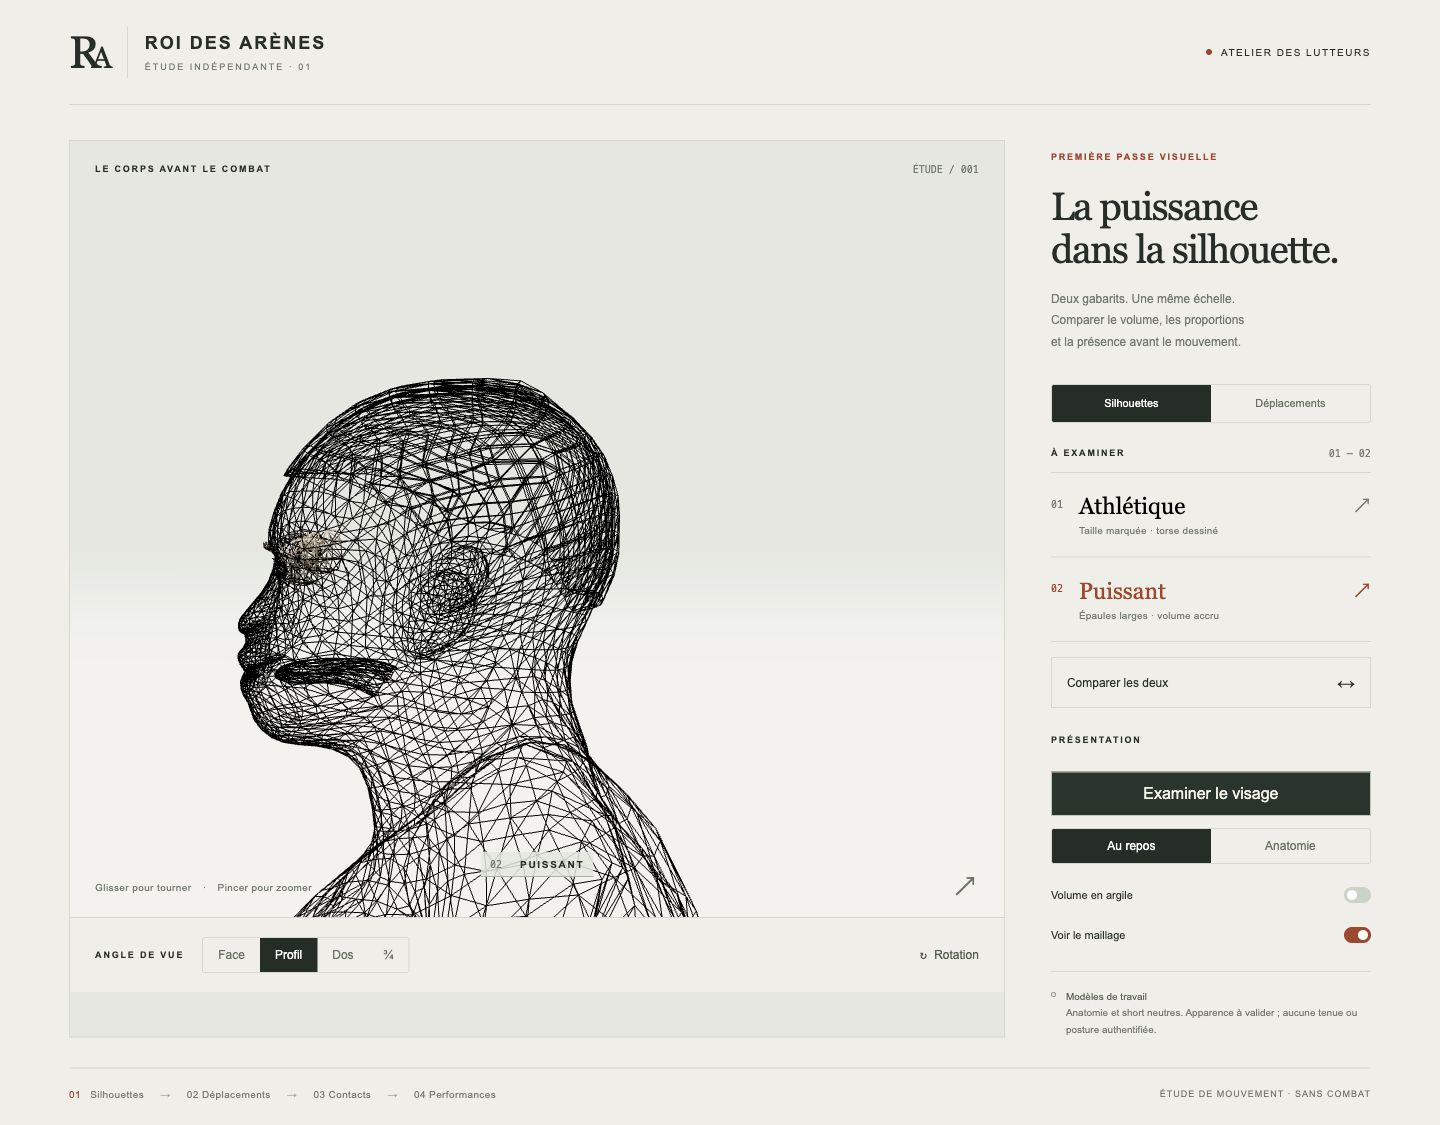 RA
ROI DES ARÈNES
ÉTUDE INDÉPENDANTE · 01
ATELIER DES LUTTEURS
LE CORPS AVANT LE COMBAT
ÉTUDE / 001
02 PUISSANT
Glisser pour tourner · Pincer pour zoomer
ANGLE DE VUE
Face
Profil
Dos
¾
↻ Rotation
PREMIÈRE PASSE VISUELLE
La puissance
dans la silhouette.
Deux gabarits. Une même échelle.
Comparer le volume, les proportions
et la présence avant le mouvement.
Silhouettes
Déplacements
À EXAMINER
01 — 02
01 Athlétique ↗
Taille marquée · torse dessiné
02 Puissant ↗
Épaules larges · volume accru
Comparer les deux ↔
PRÉSENTATION
Examiner le visage
Au repos
Anatomie
Volume en argile
Voir le maillage
Modèles de travail
Anatomie et short neutres. Apparence à valider ; aucune tenue ou
posture authentifiée.
01 Silhouettes → 02 Déplacements → 03 Contacts → 04 Performances
ÉTUDE DE MOUVEMENT · SANS COMBAT